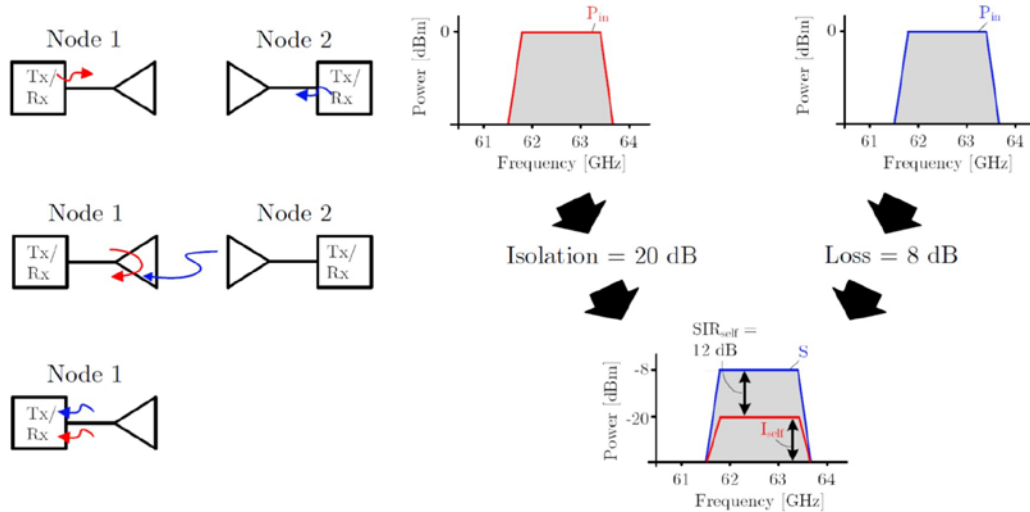 Node 1
Node 2
Tx/
Rx
Tx/
Rx
Node 1
Node 2
Tx/
Rx
Tx/
Rx
Node 1
Tx/
Rx
P_in
0
Power [dBm]
61 62 63 64
Frequency [GHz]
P_in
0
Power [dBm]
61 62 63 64
Frequency [GHz]
Isolation = 20 dB
Loss = 8 dB
SIR_self =
12 dB
S
-8
-20
I_self
Power [dBm]
61 62 63 64
Frequency [GHz]